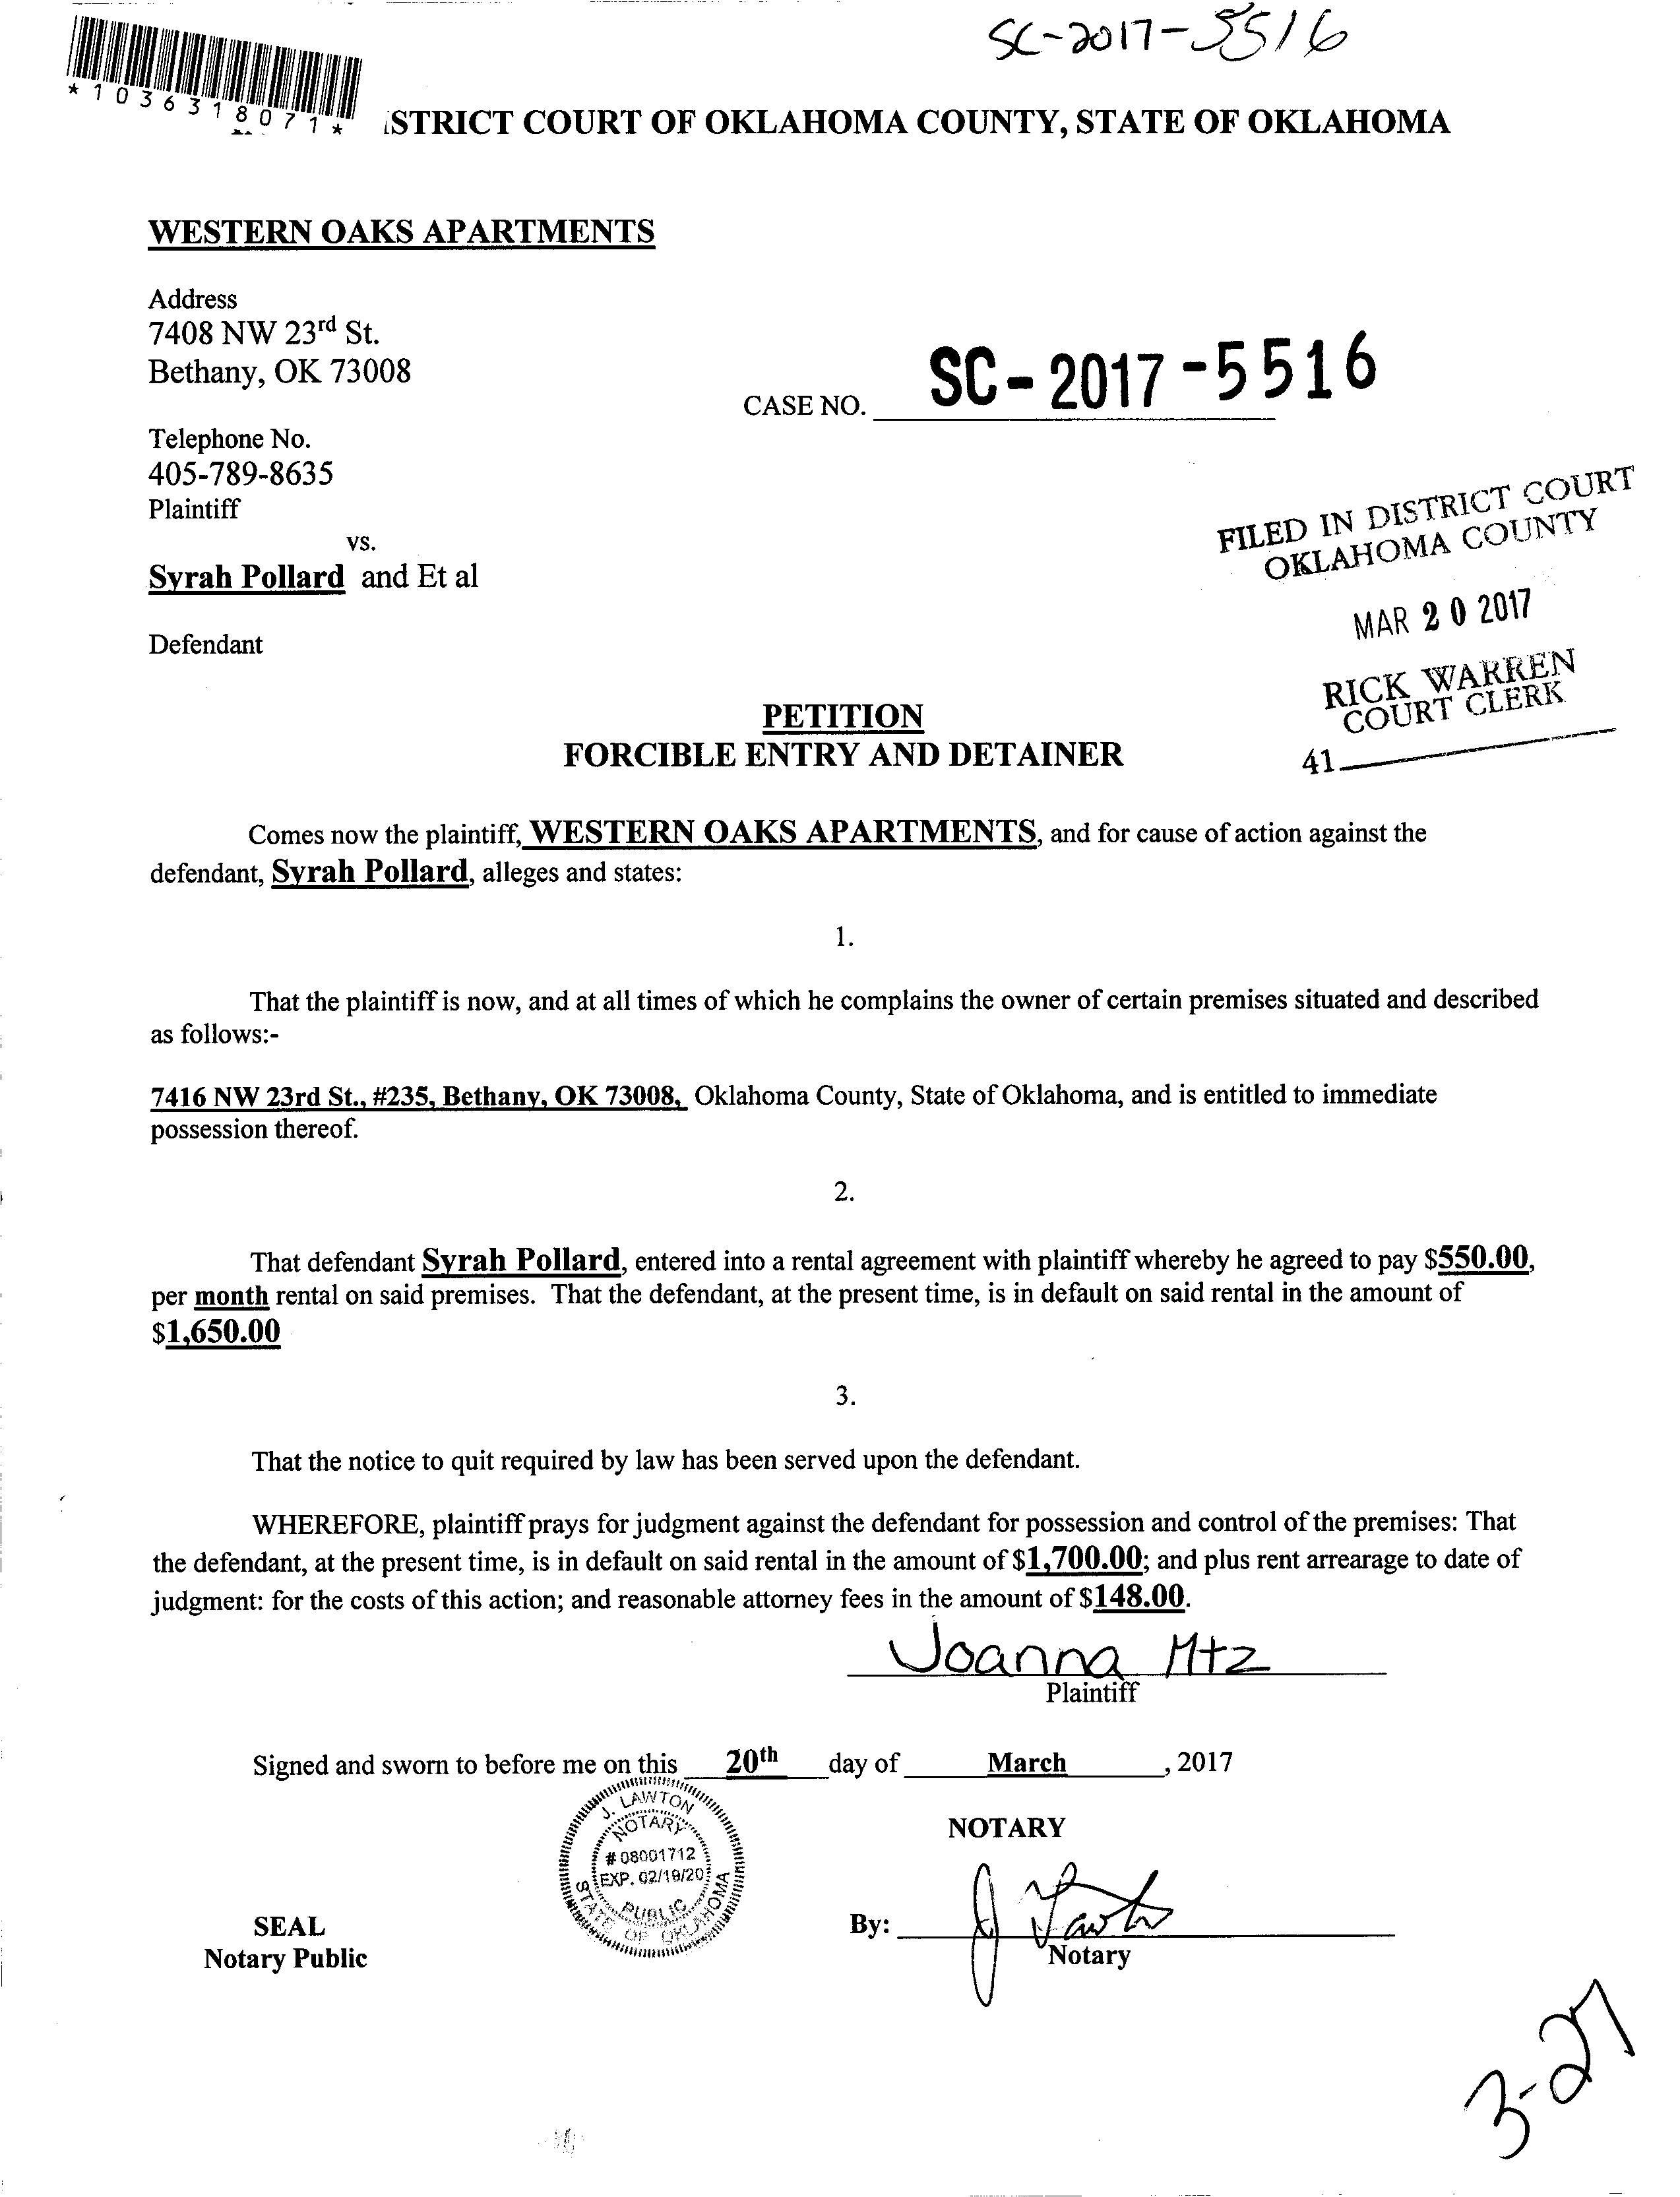 SC-2017-5516
*1036318071*
STRICT COURT OF OKLAHOMA COUNTY, STATE OF OKLAHOMA
WESTERN OAKS APARTMENTS
Address
7408 NW 23rd St.
Bethany, OK 73008
CASE NO. SC-2017-5516
Telephone No.
405-789-8635
Plaintiff
vs.
Syrah Pollard and Et al
Defendant
FILED IN DISTRICT COURT
OKLAHOMA COUNTY
MAR 20 2017
RICK WARREN
COURT CLERK
41
PETITION
FORCIBLE ENTRY AND DETAINER
Comes now the plaintiff, WESTERN OAKS APARTMENTS, and for cause of action against the
defendant, Syrah Pollard, alleges and states:
1.
That the plaintiff is now, and at all times of which he complains the owner of certain premises situated and described
as follows:-
7416 NW 23rd St., #235, Bethany, OK 73008, Oklahoma County, State of Oklahoma, and is entitled to immediate
possession thereof.
2.
That defendant Syrah Pollard, entered into a rental agreement with plaintiff whereby he agreed to pay $550.00,
per month rental on said premises. That the defendant, at the present time, is in default on said rental in the amount of
$1,650.00
3.
That the notice to quit required by law has been served upon the defendant.
WHEREFORE, plaintiff prays for judgment against the defendant for possession and control of the premises: That
the defendant, at the present time, is in default on said rental in the amount of $1,700.00; and plus rent arrearage to date of
judgment: for the costs of this action; and reasonable attorney fees in the amount of $148.00.
Joanna Mtz
Plaintiff
Signed and sworn to before me on this 20th day of March, 2017
J. LAWTON
NOTARY
# 08001712
EXP. 02/19/20
PUBLIC
STATE OF OKLAHOMA
NOTARY
SEAL
Notary Public
By: J Lawton
Notary
3-27